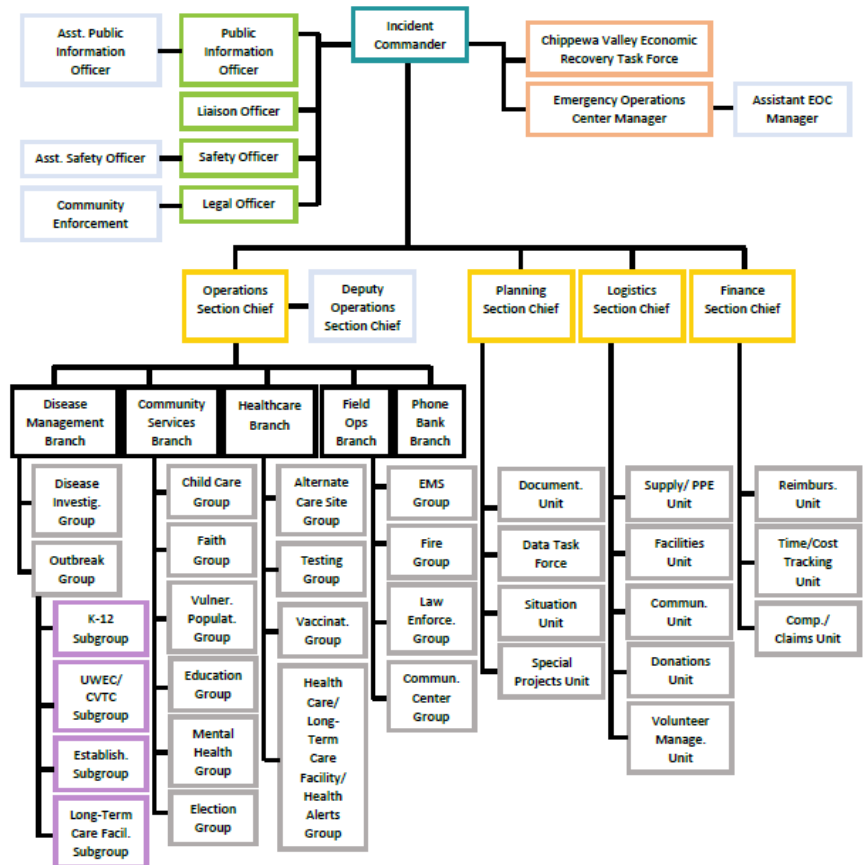 Asst. Public
Information
Officer
Public
Information
Officer
Incident
Commander
Chippewa Valley Economic
Recovery Task Force
Liaison Officer
Emergency Operations
Center Manager
Assistant EOC
Manager
Asst. Safety Officer
Safety Officer
Community
Enforcement
Legal Officer
Operations
Section Chief
Deputy
Operations
Section Chief
Planning
Section Chief
Logistics
Section Chief
Finance
Section Chief
Disease
Management
Branch
Community
Services
Branch
Healthcare
Branch
Field
Ops
Branch
Phone
Bank
Branch
Disease
Investig.
Group
Outbreak
Group
K-12
Subgroup
UWEC/
CVTC
Subgroup
Establish.
Subgroup
Long-Term
Care Facil.
Subgroup
Child Care
Group
Faith
Group
Vulner.
Populat.
Group
Education
Group
Mental
Health
Group
Election
Group
Alternate
Care Site
Group
Testing
Group
Vaccinat.
Group
Health
Care/
Long-
Term
Care
Facility/
Health
Alerts
Group
EMS
Group
Fire
Group
Law
Enforce.
Group
Commun.
Center
Group
Document.
Unit
Data Task
Force
Situation
Unit
Special
Projects Unit
Supply/ PPE
Unit
Facilities
Unit
Commun.
Unit
Donations
Unit
Volunteer
Manage.
Unit
Reimburs.
Unit
Time/Cost
Tracking
Unit
Comp./
Claims Unit